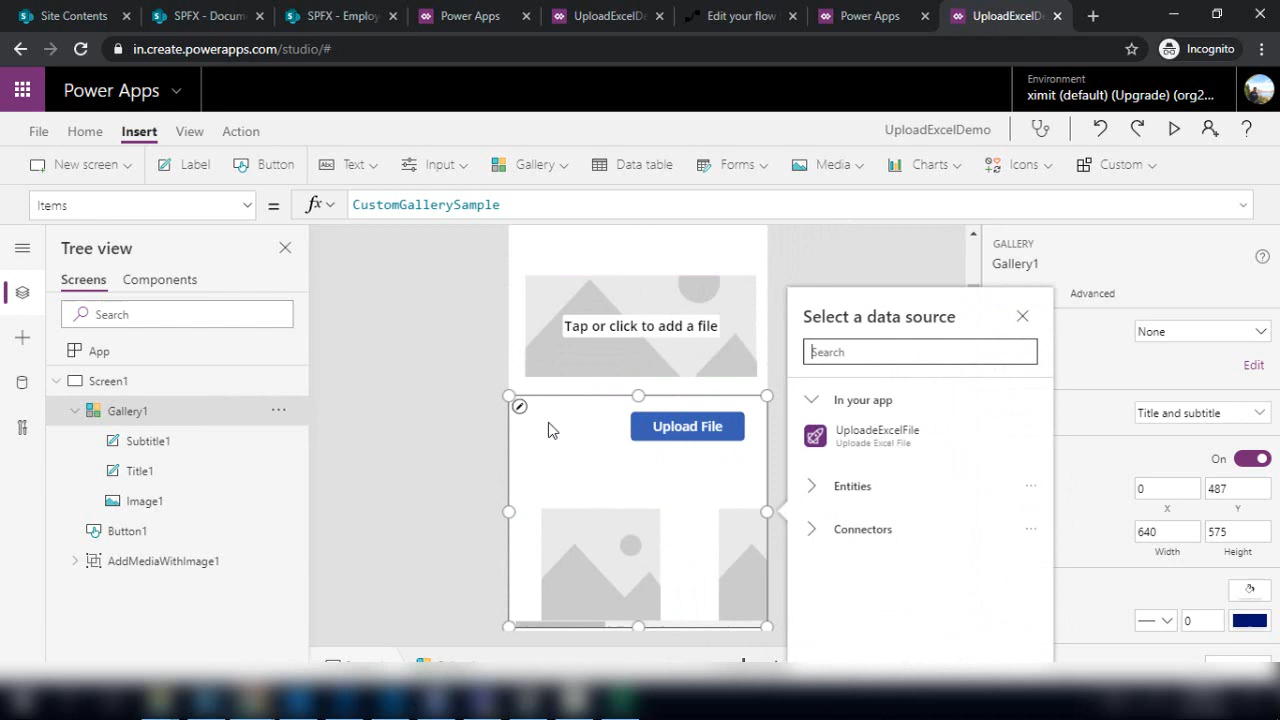 Site Contents
SPFX - Docum
SPFX - Employ
Power Apps
UploadExcelDe
Edit your flow
Power Apps
UploadExcelDe
in.create.powerapps.com/studio/#
Incognito
Power Apps
Environment
ximit (default) (Upgrade) (org2...
File Home Insert View Action
UploadExcelDemo
New screen Label Button Text Input Gallery Data table Forms Media Charts Icons Custom
Items = fx CustomGallerySample
Tree view
Screens Components
Search
App
Screen1
Gallery1
Subtitle1
Title1
Image1
Button1
AddMediaWithImage1
Tap or click to add a file
Upload File
Select a data source
Search
In your app
UploadeExcelFile
Uploade Excel File
Entities
Connectors
GALLERY
Gallery1
Advanced
None
Edit
Title and subtitle
On
0 487
X Y
640 575
Width Height
0